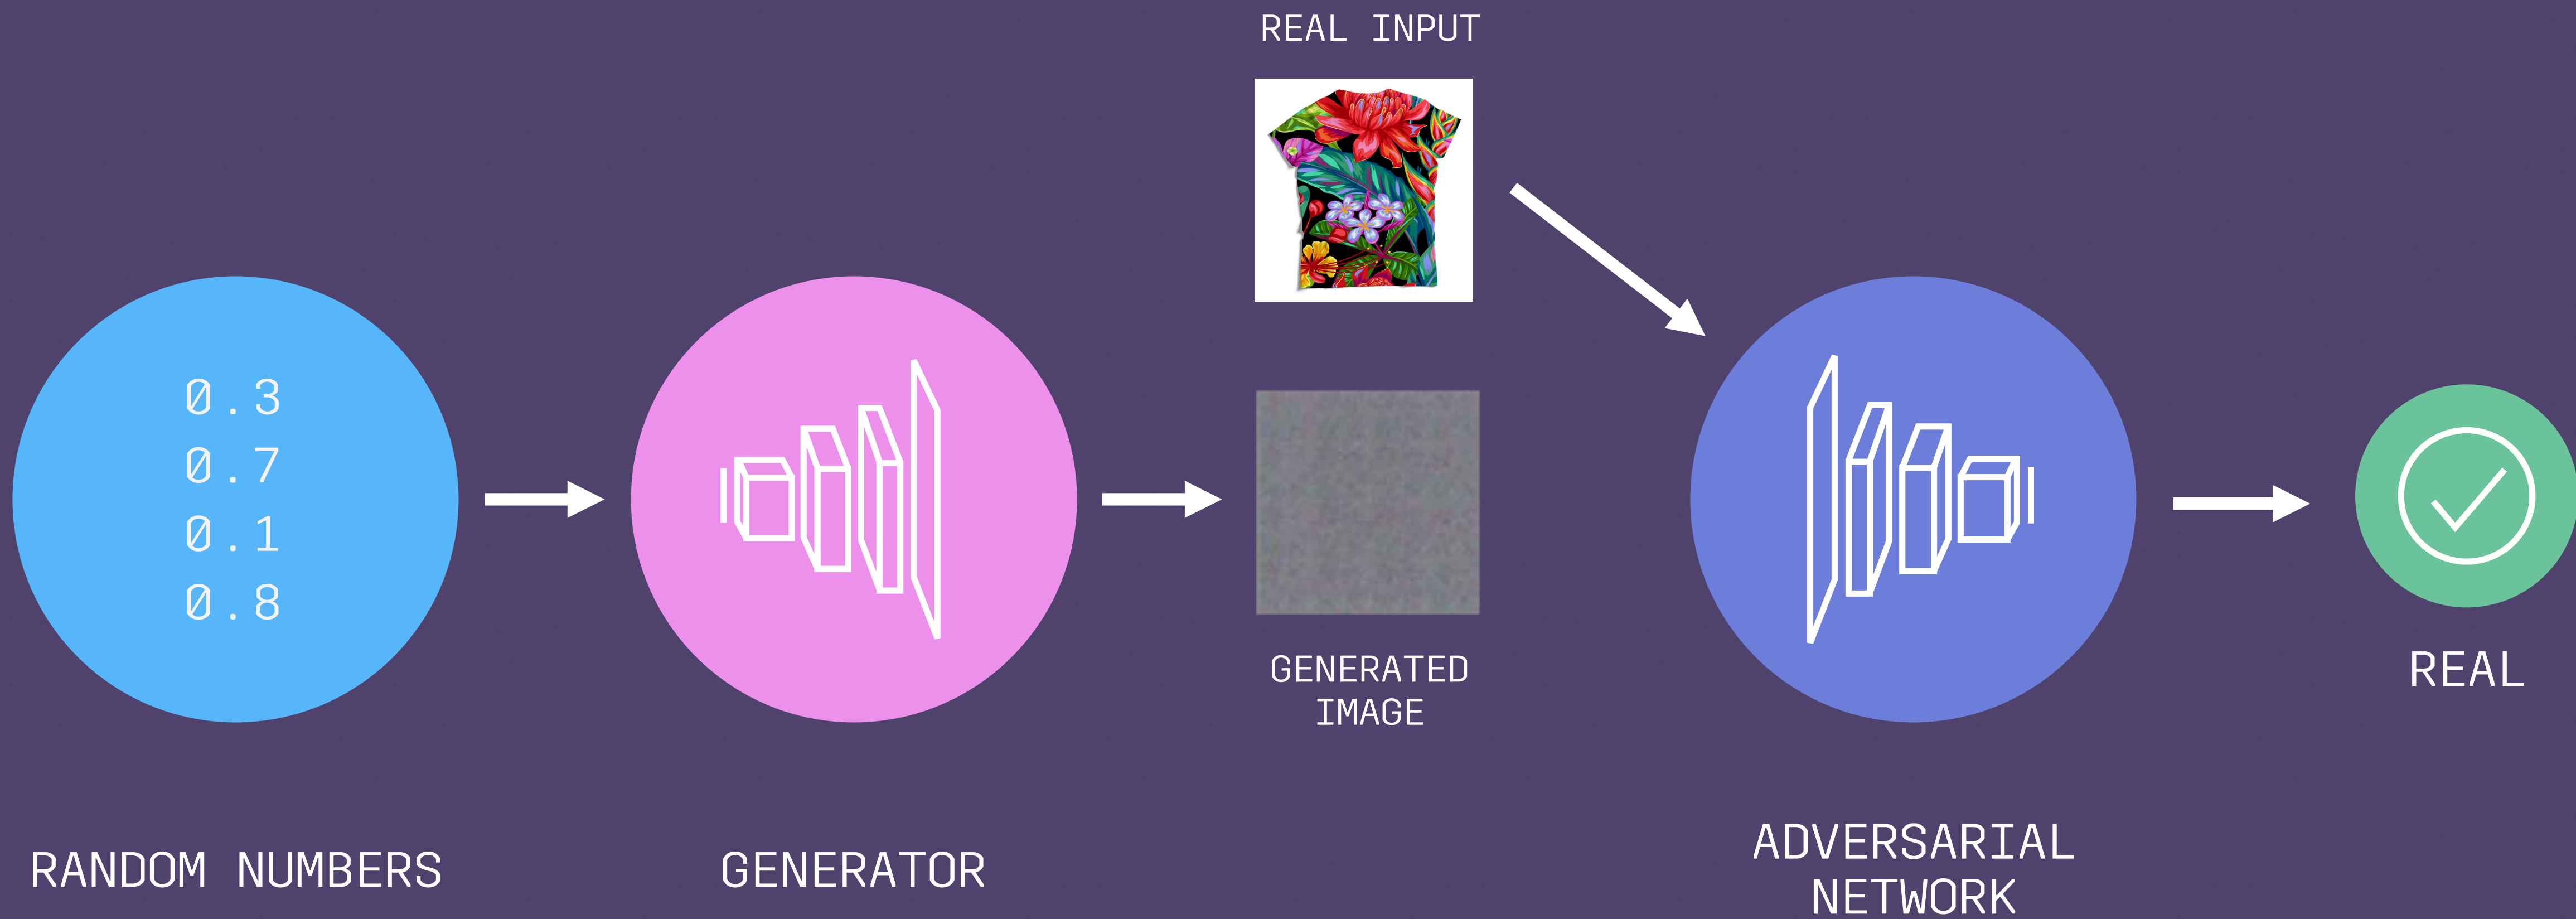 REAL INPUT
0.3
0.7
0.1
0.8
GENERATED
IMAGE
REAL
RANDOM NUMBERS
GENERATOR
ADVERSARIAL
NETWORK